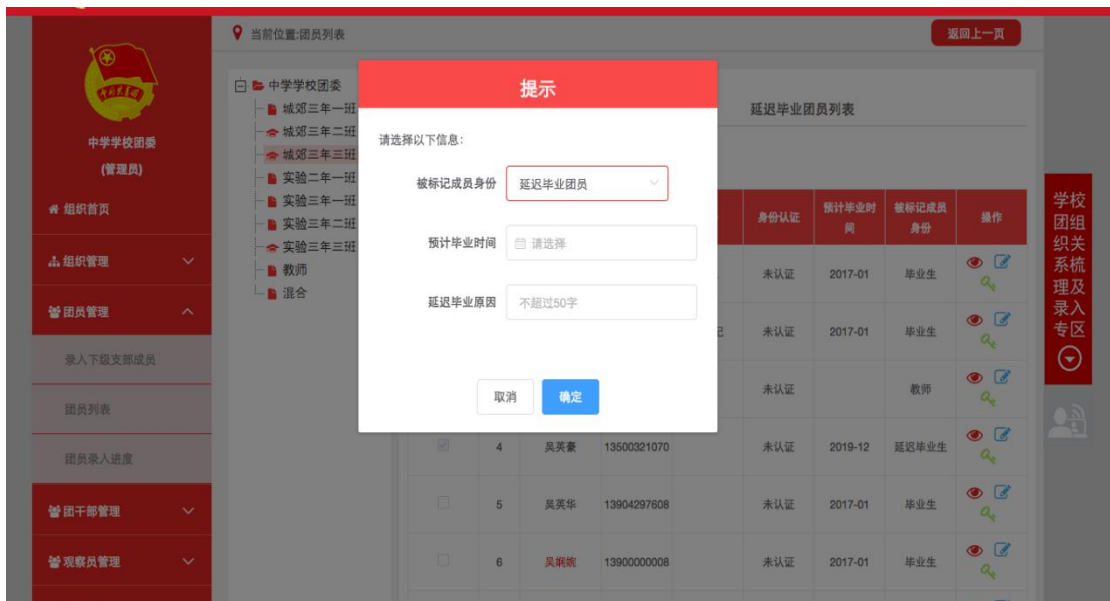 当前位置:团员列表
返回上一页
中学学校团委
(管理员)
组织首页
组织管理
团员管理
录入下级支部成员
团员列表
团员录入进度
团干部管理
观察员管理
中学学校团委
城郊三年一班
城郊三年二班
城郊三年三班
实验二年一班
实验三年一班
实验三年二班
实验三年三班
教师
混合
提示
请选择以下信息:
被标记成员身份
延迟毕业团员
预计毕业时间
请选择
延迟毕业原因
不超过50字
取消
确定
延迟毕业团员列表
身份认证
预计毕业时
间
被标记成员
身份
操作
未认证 2017-01 毕业生
未认证 2017-01 毕业生
未认证 教师
4 吴英豪 13500321070 未认证 2019-12 延迟毕业生
5 吴英华 13904297608 未认证 2017-01 毕业生
6 13900000008 未认证 2017-01 毕业生
学校
团组
织关
系梳
理及
录入
专区